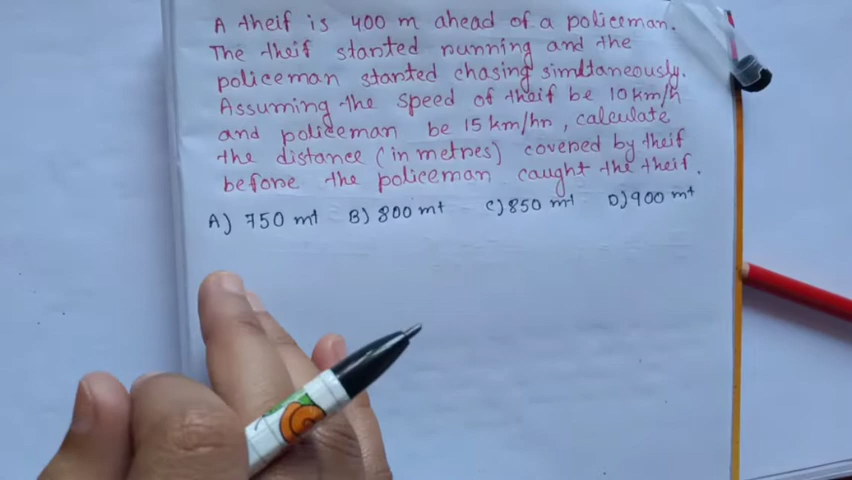 A theif is 400 m ahead of a policeman.
The theif started running and the
policeman started chasing simltaneously.
Assuming the speed of theif be 10 km/h
and policeman be 15 km/hr, calculate
the distance (in metres) covered by theif
before the policeman caught the theif.
A) 750 mt B) 800 mt C) 850 mt D) 900 mt